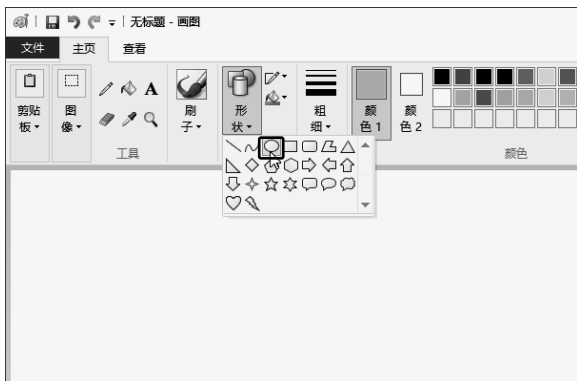 无标题 - 画图
文件 主页 查看
剪贴板 图像 A 刷子 形状 粗细 颜色 1 颜色 2
工具 颜色